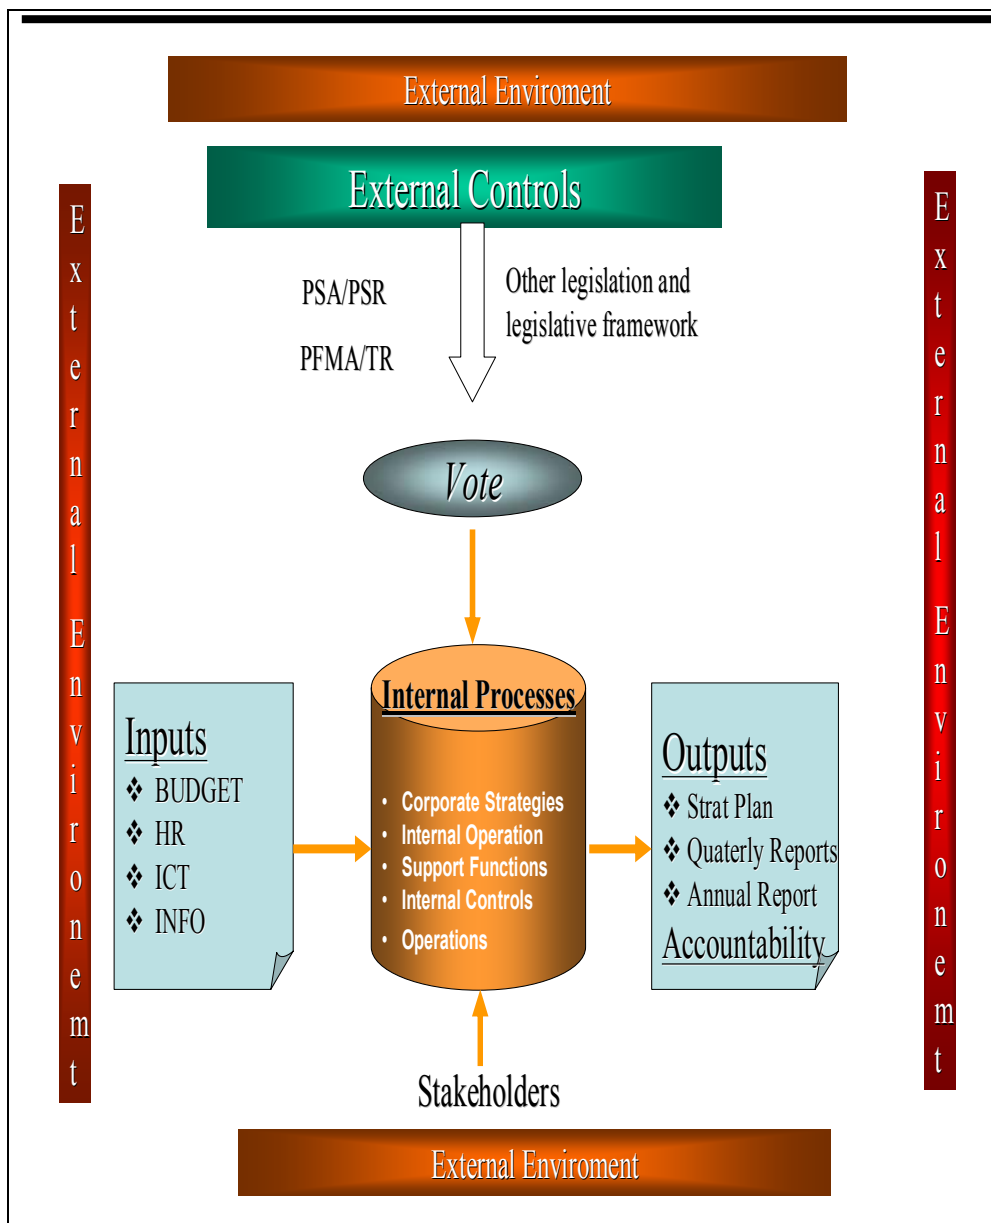 External Enviroment
External Controls
External Environemt
External Environemt
PSA/PSR
PFMA/TR
Other legislation and
legislative framework
Vote
Inputs
❖ BUDGET
❖ HR
❖ ICT
❖ INFO
Internal Processes
• Corporate Strategies
• Internal Operation
• Support Functions
• Internal Controls
• Operations
Outputs
❖ Strat Plan
❖ Quaterly Reports
❖ Annual Report
Accountability
Stakeholders
External Enviroment